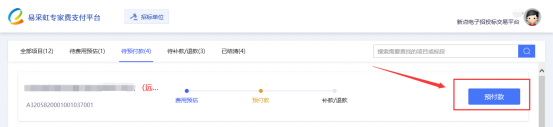 易采虹专家费支付平台
招标单位
新点电子招投标交易平台
全部项目(12)
待费用预估(1)
待预付款(4)
待补款/退款(3)
已结清(4)
搜索您要查找的项目或标段
(远...
A3205820001001037001
费用预估
预付款
补款/退款
预付款